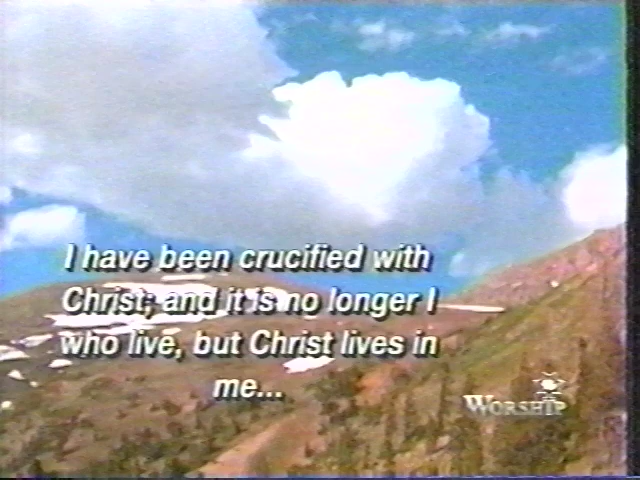 I have been crucified with
Christ; and it is no longer I
who live, but Christ lives in
me...
WORSHIP